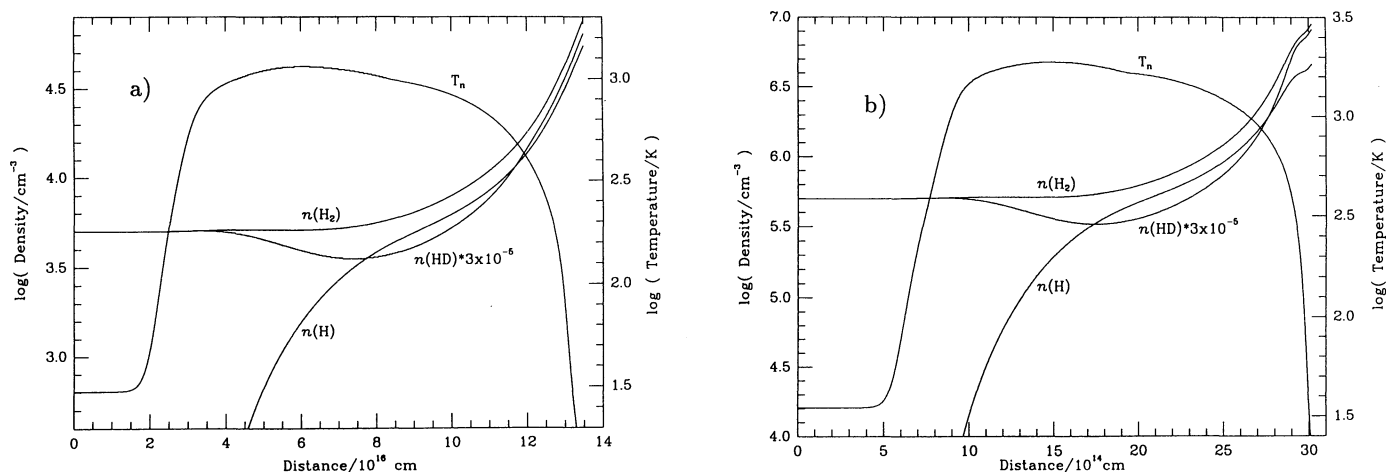 a)
T_n
n(H_2)
n(HD)*3x10^-5
n(H)
log( Density/cm^-3 )
4.5
4.0
3.5
3.0
log ( Temperature/K )
3.0
2.5
2.0
1.5
0 2 4 6 8 10 12 14
Distance/10^16 cm
b)
T_n
n(H_2)
n(HD)*3x10^-5
n(H)
log( Density/cm^-3 )
7.0
6.5
6.0
5.5
5.0
4.5
4.0
log( Temperature/K )
3.5
3.0
2.5
2.0
1.5
0 5 10 15 20 25 30
Distance/10^14 cm